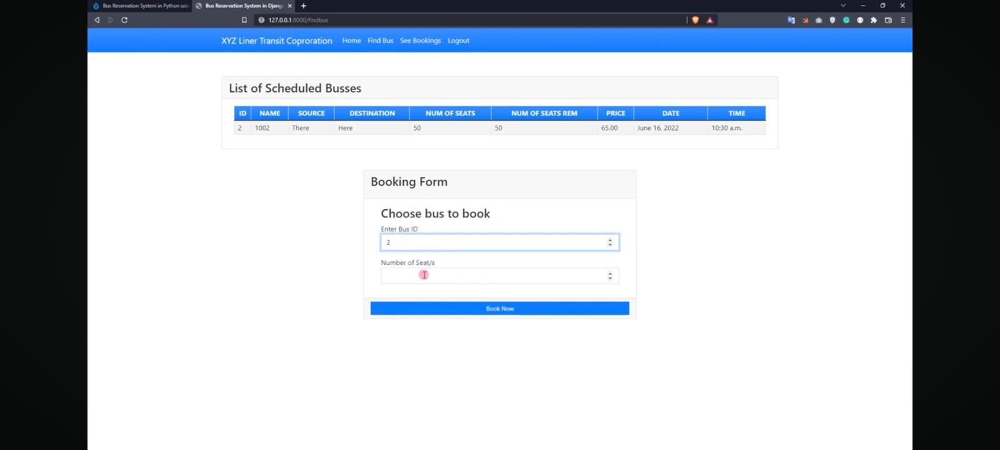 Bus Reservation System in Python usin
Bus Reservation System in Djang
127.0.0.1:8000/findbus
XYZ Liner Transit Coproration Home Find Bus See Bookings Logout
List of Scheduled Busses
ID NAME SOURCE DESTINATION NUM OF SEATS NUM OF SEATS REM PRICE DATE TIME
2 1002 There Here 50 50 65.00 June 16, 2022 10:30 a.m.
Booking Form
Choose bus to book
Enter Bus ID
2
Number of Seat/s
Book Now